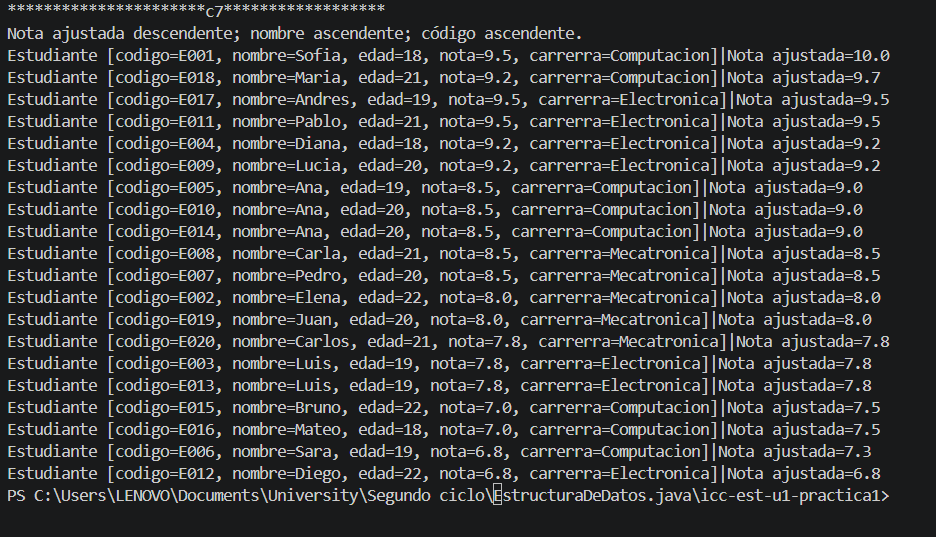 **********************c7******************
Nota ajustada descendente; nombre ascendente; código ascendente.
Estudiante [codigo=E001, nombre=Sofia, edad=18, nota=9.5, carrerra=Computacion]|Nota ajustada=10.0
Estudiante [codigo=E018, nombre=Maria, edad=21, nota=9.2, carrerra=Computacion]|Nota ajustada=9.7
Estudiante [codigo=E017, nombre=Andres, edad=19, nota=9.5, carrerra=Electronica]|Nota ajustada=9.5
Estudiante [codigo=E011, nombre=Pablo, edad=21, nota=9.5, carrerra=Electronica]|Nota ajustada=9.5
Estudiante [codigo=E004, nombre=Diana, edad=18, nota=9.2, carrerra=Electronica]|Nota ajustada=9.2
Estudiante [codigo=E009, nombre=Lucia, edad=20, nota=9.2, carrerra=Electronica]|Nota ajustada=9.2
Estudiante [codigo=E005, nombre=Ana, edad=19, nota=8.5, carrerra=Computacion]|Nota ajustada=9.0
Estudiante [codigo=E010, nombre=Ana, edad=20, nota=8.5, carrerra=Computacion]|Nota ajustada=9.0
Estudiante [codigo=E014, nombre=Ana, edad=20, nota=8.5, carrerra=Computacion]|Nota ajustada=9.0
Estudiante [codigo=E008, nombre=Carla, edad=21, nota=8.5, carrerra=Mecatronica]|Nota ajustada=8.5
Estudiante [codigo=E007, nombre=Pedro, edad=20, nota=8.5, carrerra=Mecatronica]|Nota ajustada=8.5
Estudiante [codigo=E002, nombre=Elena, edad=22, nota=8.0, carrerra=Mecatronica]|Nota ajustada=8.0
Estudiante [codigo=E019, nombre=Juan, edad=20, nota=8.0, carrerra=Mecatronica]|Nota ajustada=8.0
Estudiante [codigo=E020, nombre=Carlos, edad=21, nota=7.8, carrerra=Mecatronica]|Nota ajustada=7.8
Estudiante [codigo=E003, nombre=Luis, edad=19, nota=7.8, carrerra=Electronica]|Nota ajustada=7.8
Estudiante [codigo=E013, nombre=Luis, edad=19, nota=7.8, carrerra=Electronica]|Nota ajustada=7.8
Estudiante [codigo=E015, nombre=Bruno, edad=22, nota=7.0, carrerra=Computacion]|Nota ajustada=7.5
Estudiante [codigo=E016, nombre=Mateo, edad=18, nota=7.0, carrerra=Computacion]|Nota ajustada=7.5
Estudiante [codigo=E006, nombre=Sara, edad=19, nota=6.8, carrerra=Computacion]|Nota ajustada=7.3
Estudiante [codigo=E012, nombre=Diego, edad=22, nota=6.8, carrerra=Electronica]|Nota ajustada=6.8
PS C:\Users\LENOVO\Documents\University\Segundo ciclo\EstructuraDeDatos.java\icc-est-u1-practica1>